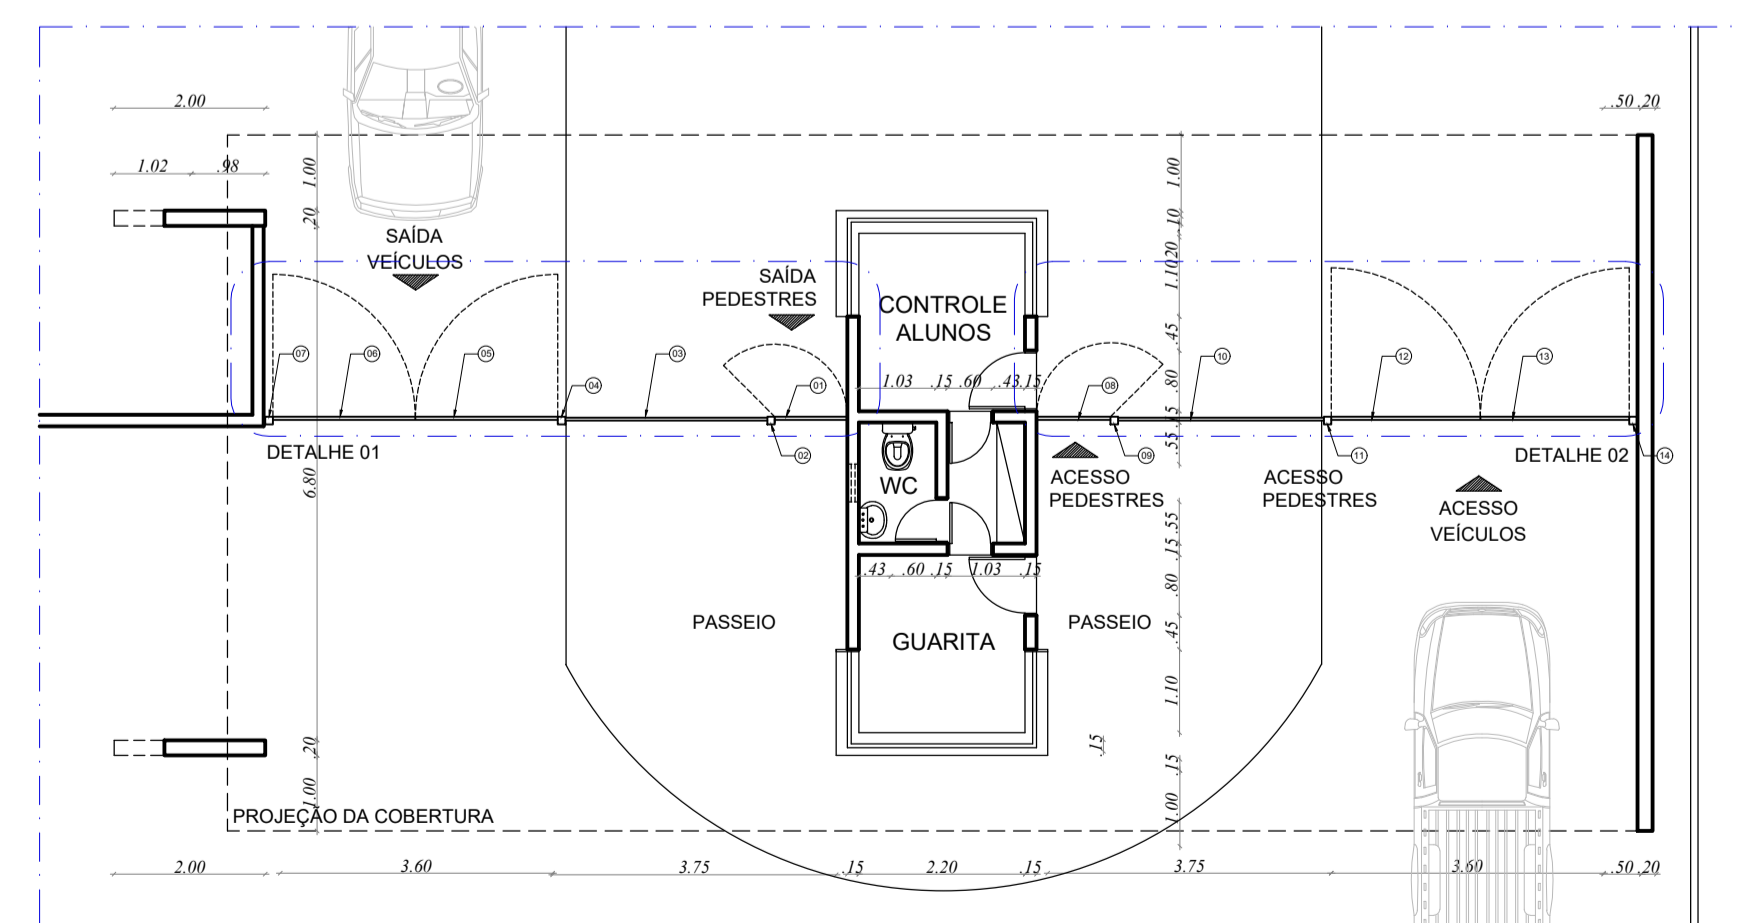 2.00
.50 .20
1.02 .98
1.00
1.00
.20
.10
SAÍDA
VEÍCULOS
SAÍDA
PEDESTRES
.20
1.10
CONTROLE
ALUNOS
.45
07
06
05
03
04
01
08
10
12
13
1.03 .15 .60 .43 .15
.80
.15
.55
DETALHE 01
02
09
11
DETALHE 02
14
6.80
WC
ACESSO
PEDESTRES
ACESSO
PEDESTRES
ACESSO
VEÍCULOS
.55
.15
.43 .60 .15 1.03 .15
.80
PASSEIO
PASSEIO
GUARITA
.45
1.10
.20
.15
.15
1.00
1.00
PROJEÇÃO DA COBERTURA
2.00 3.60 3.75 .15 2.20 .15 3.75 3.60 .50 .20